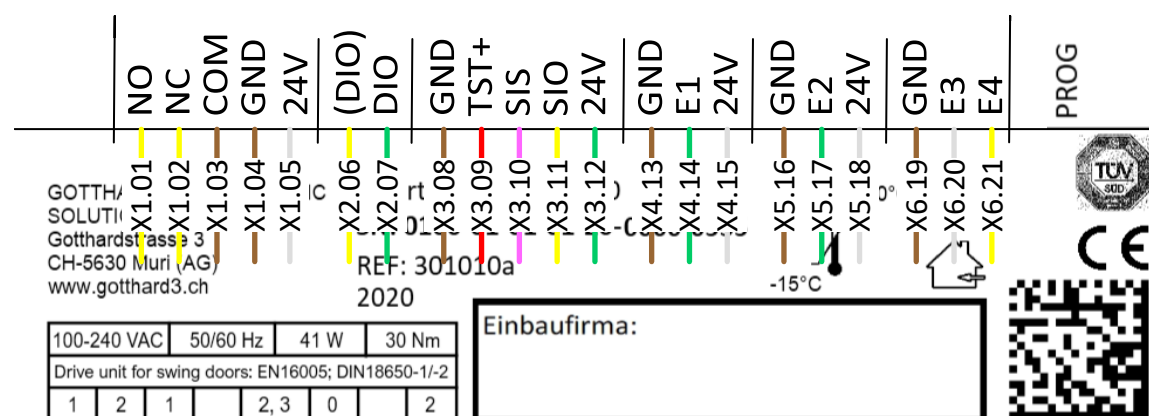 NO NC COM GND 24V (DIO) DIO GND TST+ SIS SIO 24V GND E1 24V GND E2 24V GND E3 E4 PROG
X1.01 X1.02 X1.03 X1.04 X1.05 X2.06 X2.07 X3.08 X3.09 X3.10 X3.11 X3.12 X4.13 X4.14 X4.15 X5.16 X5.17 X5.18 X6.19 X6.20 X6.21
TÜV
SÜD
SOLUTI
Gotthardstrasse 3
CH-5630 Muri (AG)
www.gotthard3.ch
REF: 301010a
2020
-15°C
CE
100-240 VAC 50/60 Hz 41 W 30 Nm
Drive unit for swing doors: EN16005; DIN18650-1/-2
1 2 1 2, 3 0 2
Einbaufirma: